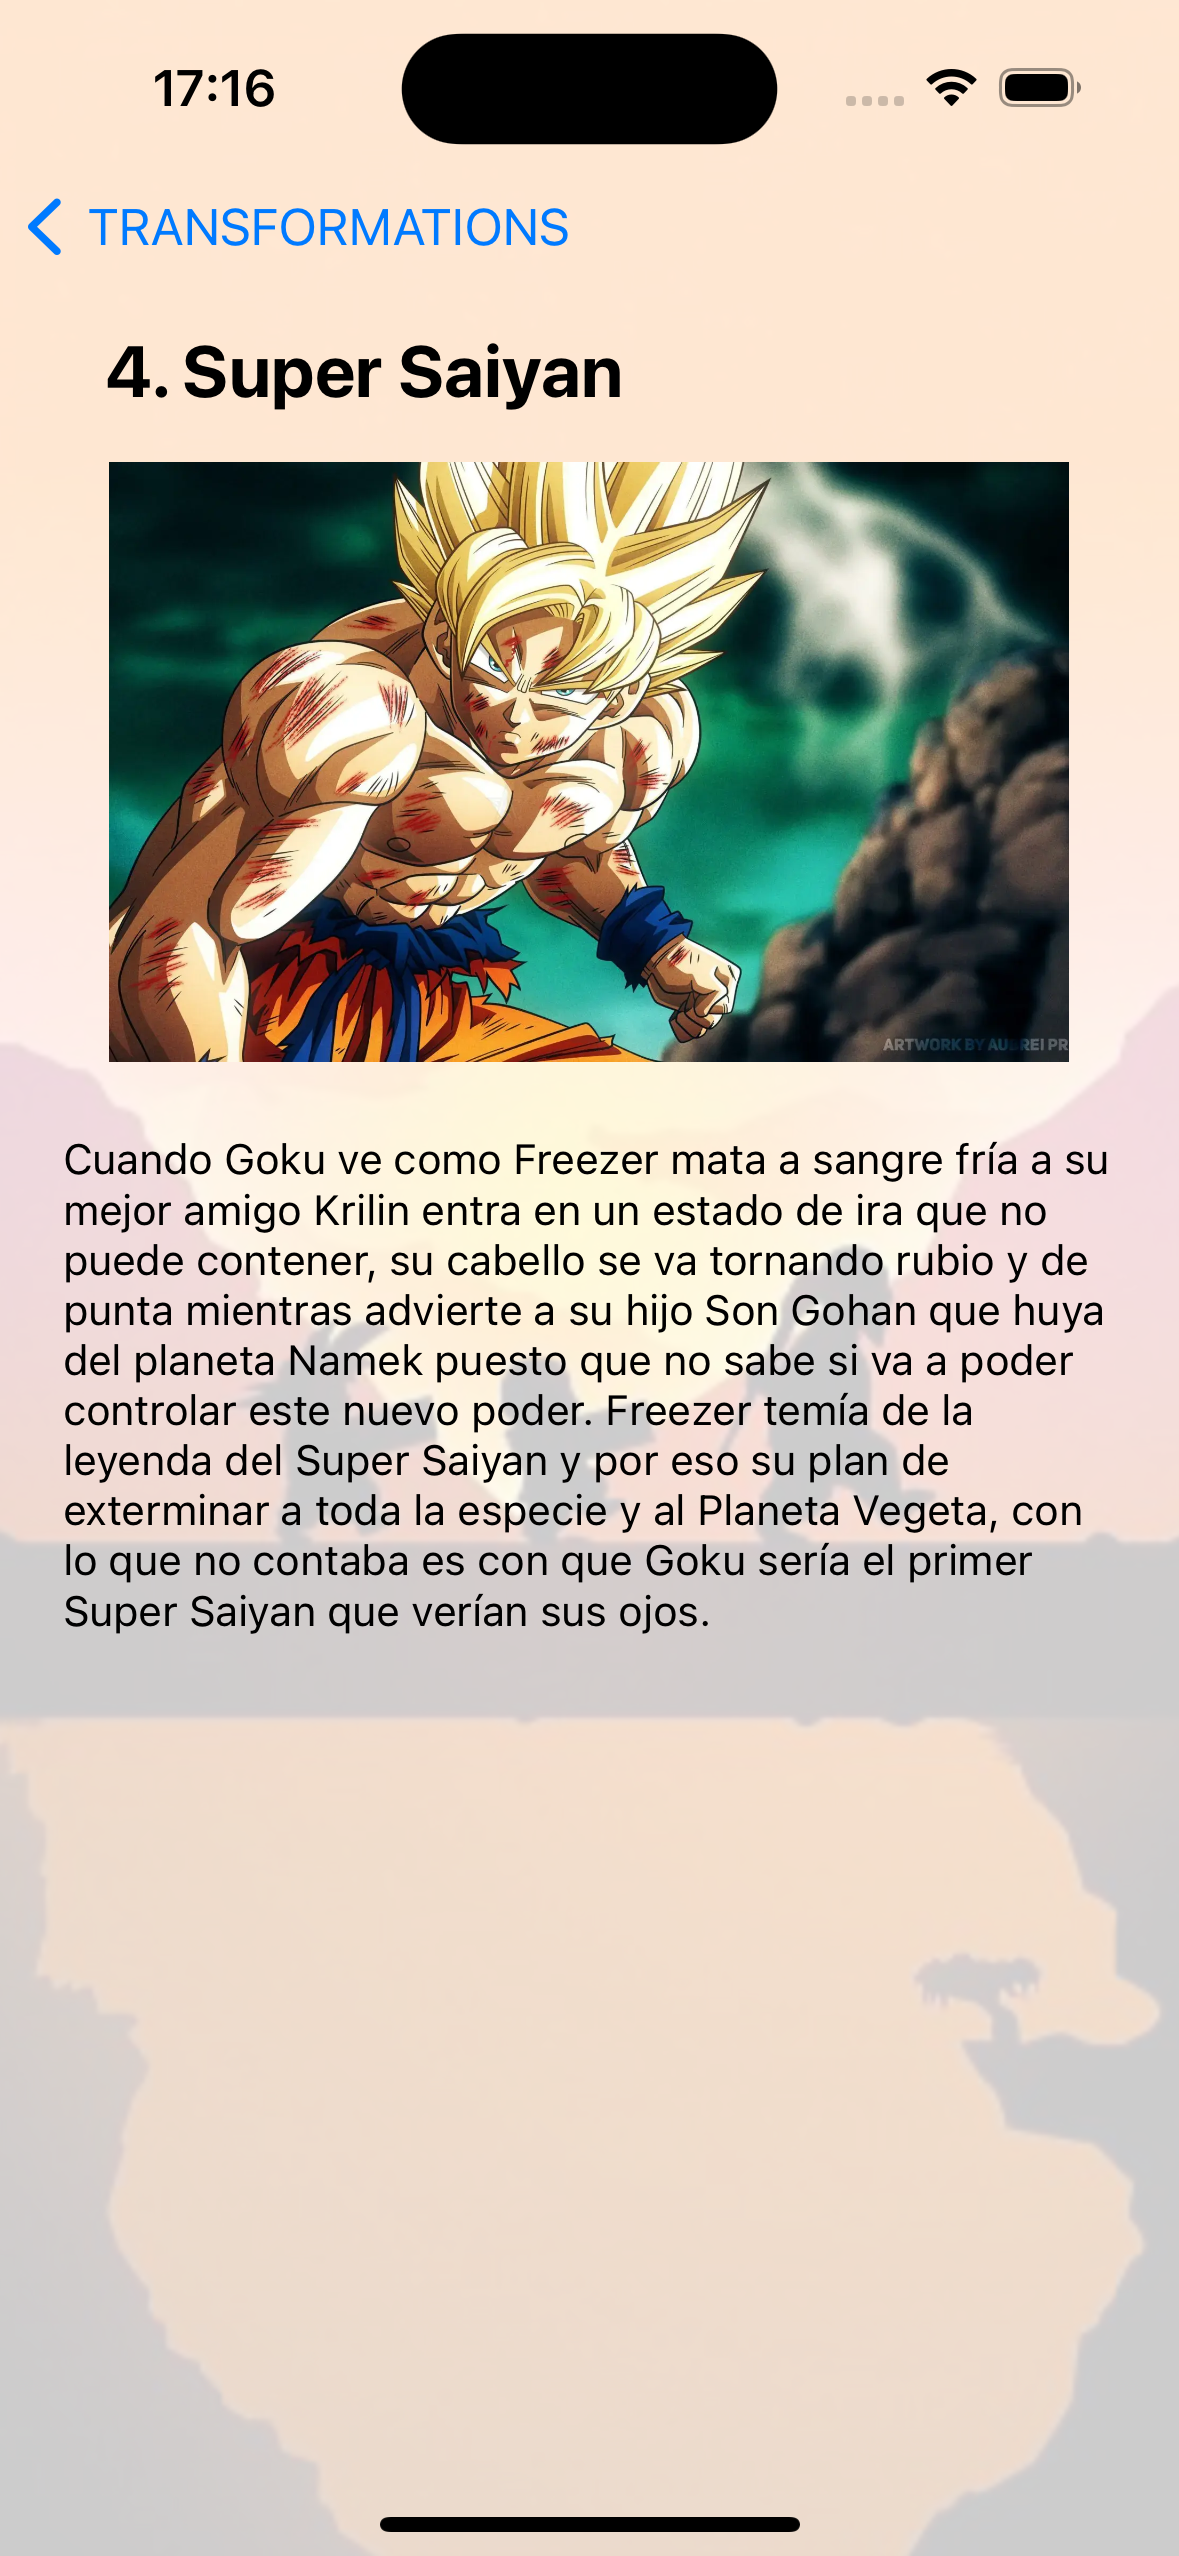 17:16
TRANSFORMATIONS
4. Super Saiyan
ARTWORK BY
Cuando Goku ve como Freezer mata a sangre fría a su
mejor amigo Krilin entra en un estado de ira que no
puede contener, su cabello se va tornando rubio y de
punta mientras advierte a su hijo Son Gohan que huya
del planeta Namek puesto que no sabe si va a poder
controlar este nuevo poder. Freezer temía de la
leyenda del Super Saiyan y por eso su plan de
exterminar a toda la especie y al Planeta Vegeta, con
lo que no contaba es con que Goku sería el primer
Super Saiyan que verían sus ojos.